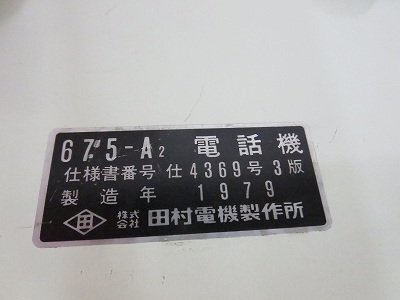 675-A2 電話機
仕様書番号 仕4369号 3版
製造年 1979
田 株式会社 田村電機製作所